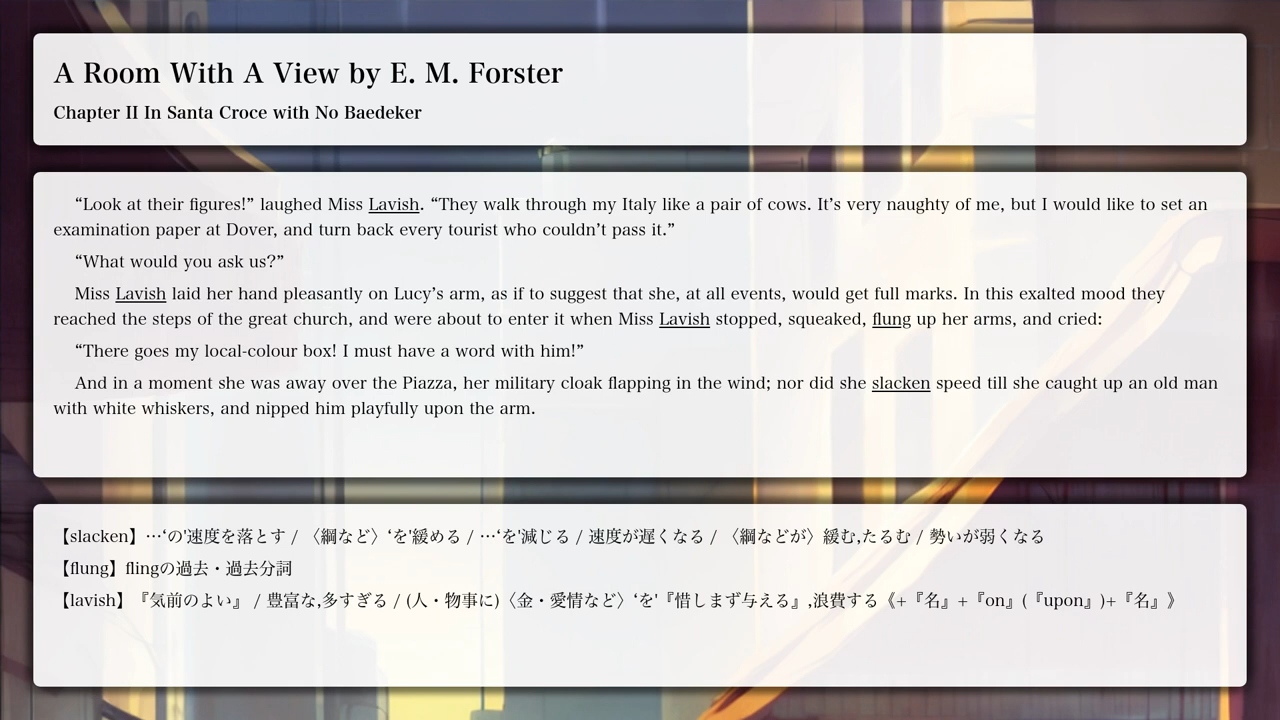 A Room With A View by E. M. Forster
Chapter II In Santa Croce with No Baedeker
“Look at their figures!” laughed Miss Lavish. “They walk through my Italy like a pair of cows. It’s very naughty of me, but I would like to set an
examination paper at Dover, and turn back every tourist who couldn’t pass it.”
“What would you ask us?”
Miss Lavish laid her hand pleasantly on Lucy’s arm, as if to suggest that she, at all events, would get full marks. In this exalted mood they
reached the steps of the great church, and were about to enter it when Miss Lavish stopped, squeaked, flung up her arms, and cried:
“There goes my local-colour box! I must have a word with him!”
And in a moment she was away over the Piazza, her military cloak flapping in the wind; nor did she slacken speed till she caught up an old man
with white whiskers, and nipped him playfully upon the arm.
【slacken】…‘の'速度を落とす / 〈綱など〉‘を'緩める / …‘を'減じる / 速度が遅くなる / 〈綱などが〉緩む,たるむ / 勢いが弱くなる
【flung】flingの過去・過去分詞
【lavish】『気前のよい』 / 豊富な,多すぎる / (人・物事に)〈金・愛情など〉‘を'『惜しまず与える』,浪費する《+『名』+『on』(『upon』)+『名』》